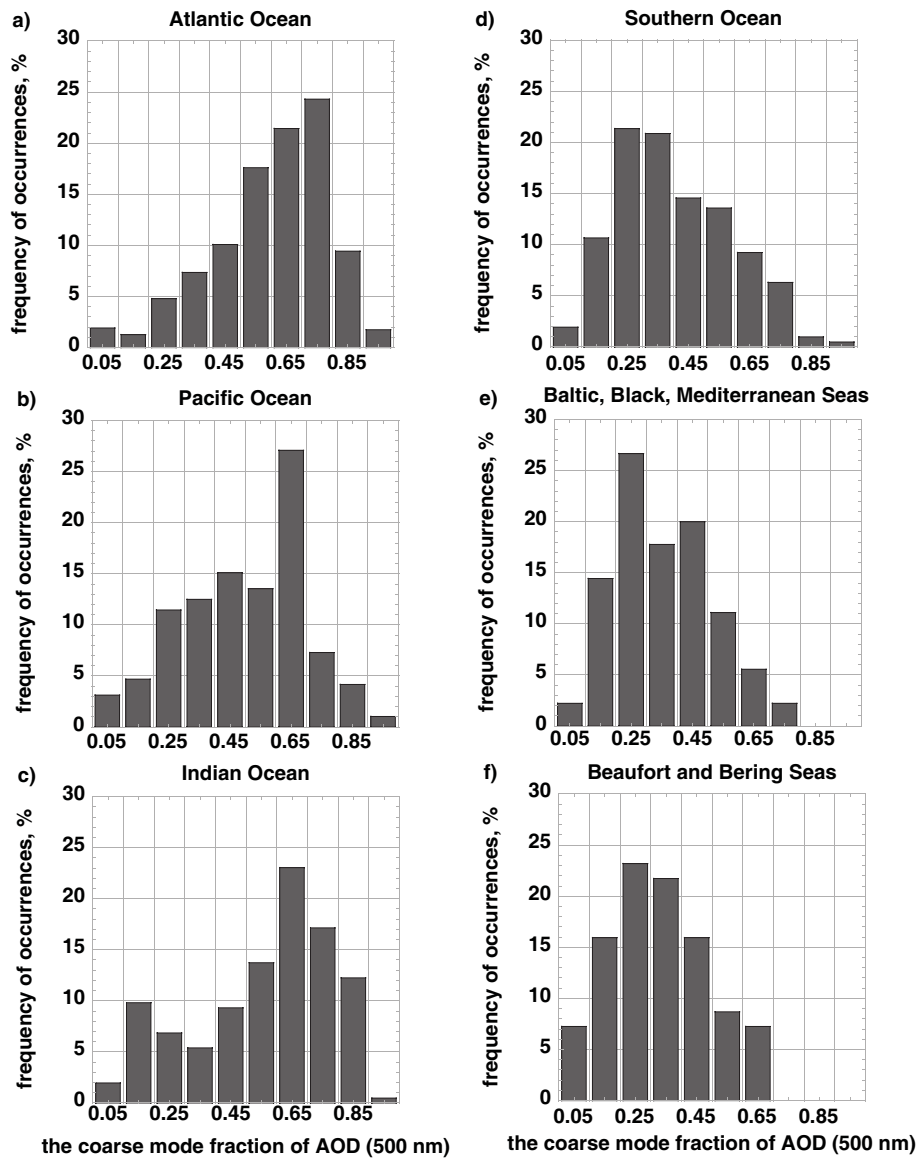 a)
Atlantic Ocean
frequency of occurrences, %
30
25
20
15
10
5
0
0.05 0.25 0.45 0.65 0.85
b)
Pacific Ocean
frequency of occurrences, %
30
25
20
15
10
5
0
0.05 0.25 0.45 0.65 0.85
c)
Indian Ocean
frequency of occurrences, %
30
25
20
15
10
5
0
0.05 0.25 0.45 0.65 0.85
the coarse mode fraction of AOD (500 nm)
d)
Southern Ocean
frequency of occurrences, %
30
25
20
15
10
5
0
0.05 0.25 0.45 0.65 0.85
e)
Baltic, Black, Mediterranean Seas
frequency of occurrences, %
30
25
20
15
10
5
0
0.05 0.25 0.45 0.65 0.85
f)
Beaufort and Bering Seas
frequency of occurrences, %
30
25
20
15
10
5
0
0.05 0.25 0.45 0.65 0.85
the coarse mode fraction of AOD (500 nm)